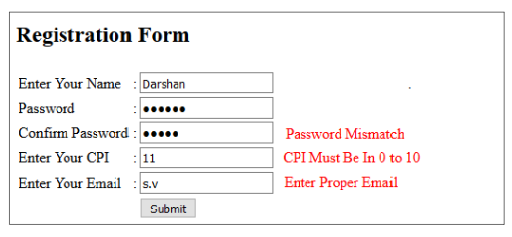 Registration Form
Enter Your Name : Darshan
Password : ●●●●●●
Confirm Password : ●●●●● Password Mismatch
Enter Your CPI : 11 CPI Must Be In 0 to 10
Enter Your Email : s.v Enter Proper Email
Submit